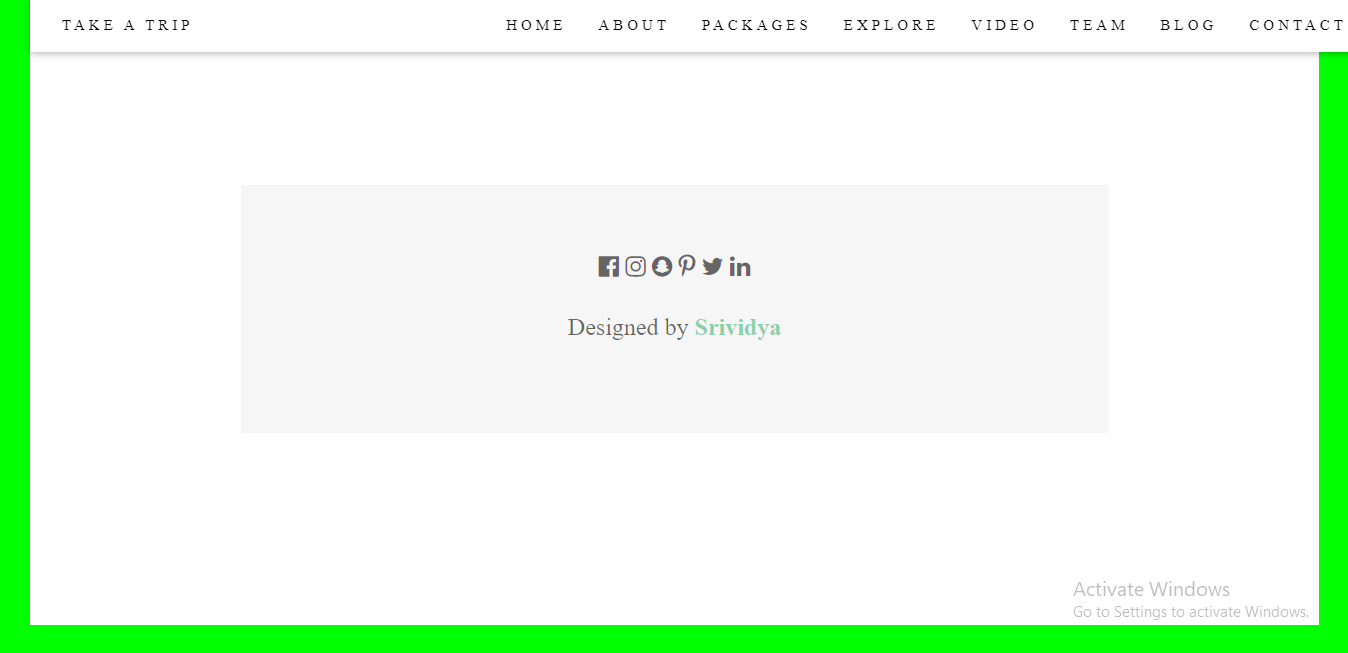 TAKE A TRIP HOME ABOUT PACKAGES EXPLORE VIDEO TEAM BLOG CONTACT
Designed by Srividya
Activate Windows
Go to Settings to activate Windows.